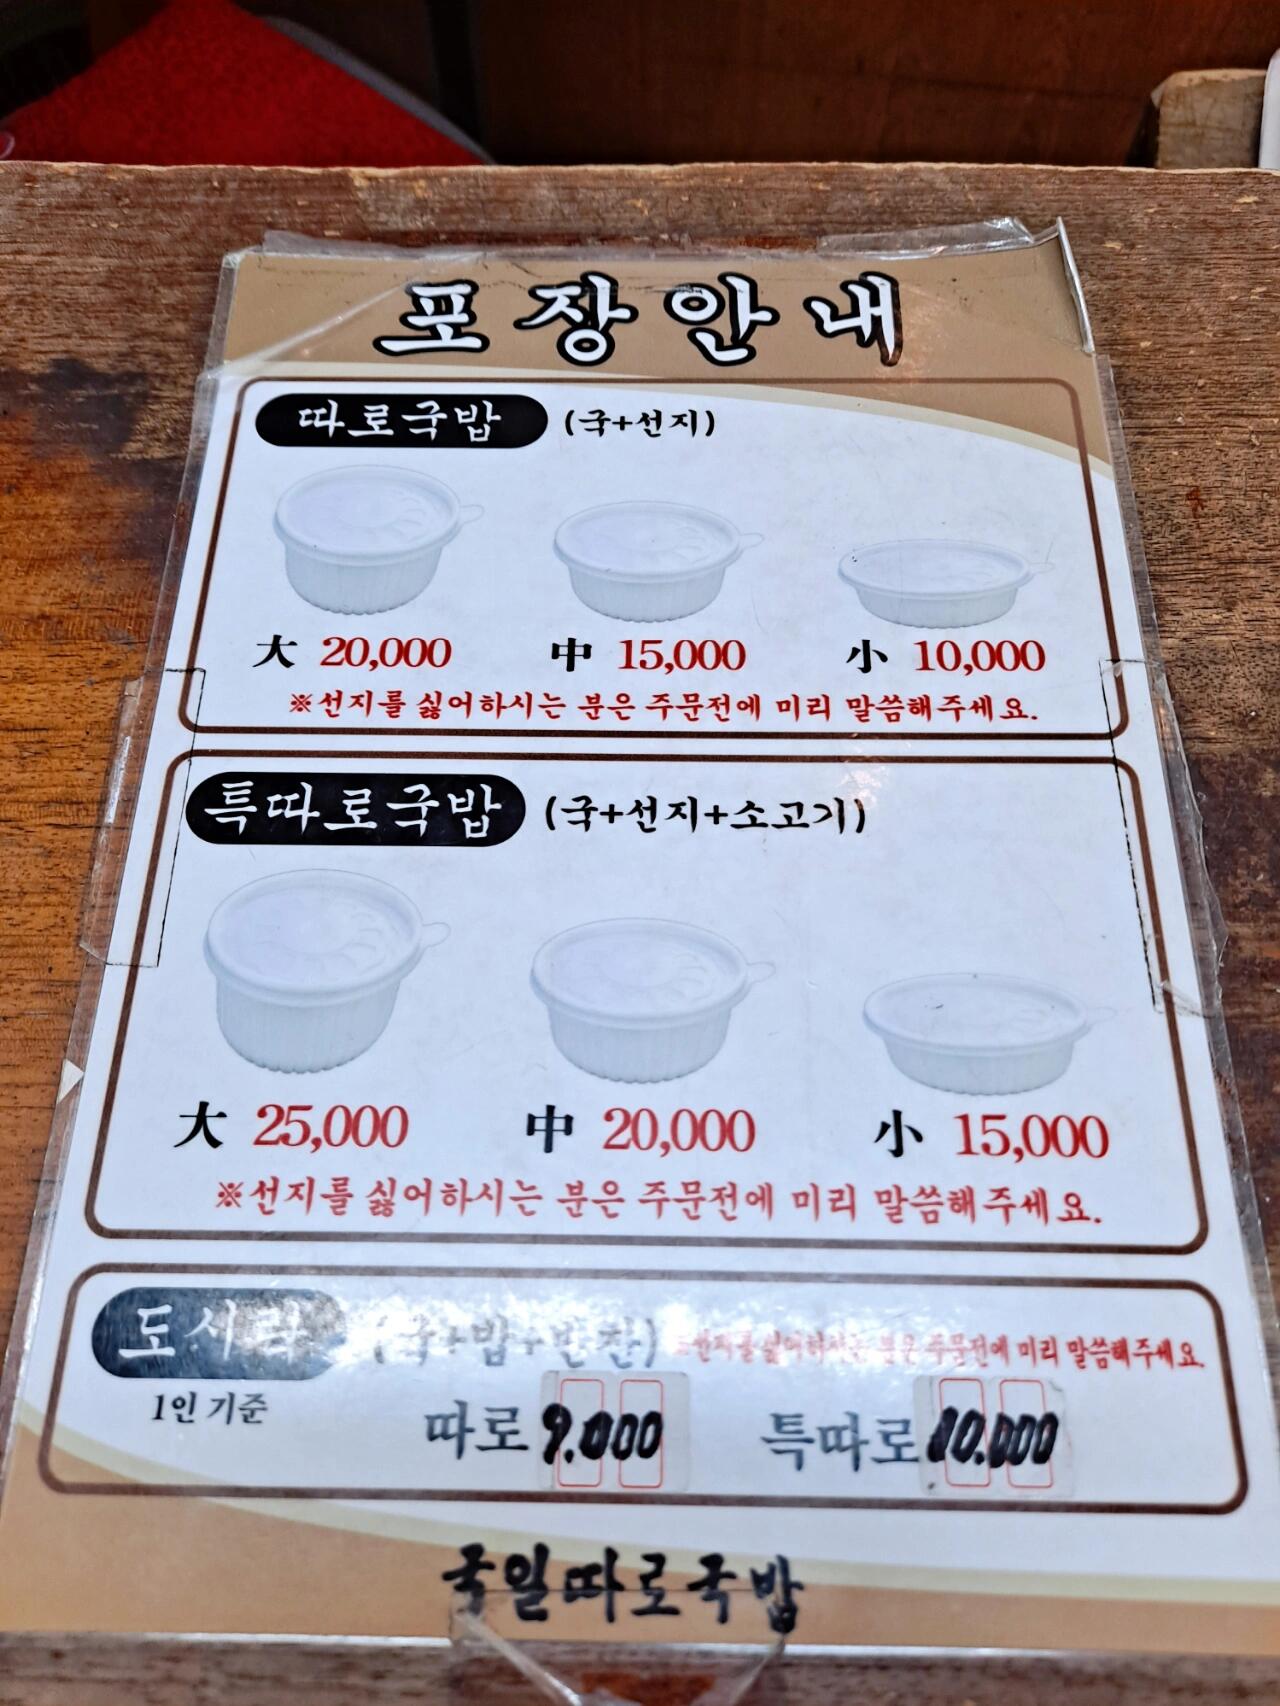 포장안내
따로국밥 (국+선지)
大 20,000 中 15,000 小 10,000
※선지를 싫어하시는 분은 주문전에 미리 말씀해주세요.
특따로국밥 (국+선지+소고기)
大 25,000 中 20,000 小 15,000
※선지를 싫어하시는 분은 주문전에 미리 말씀해주세요.
도시락 (국+밥+반찬) ※선지를 싫어하시는 분은 주문전에 미리 말씀해주세요.
1인 기준 따로 9.000 특따로 10.000
국일따로국밥